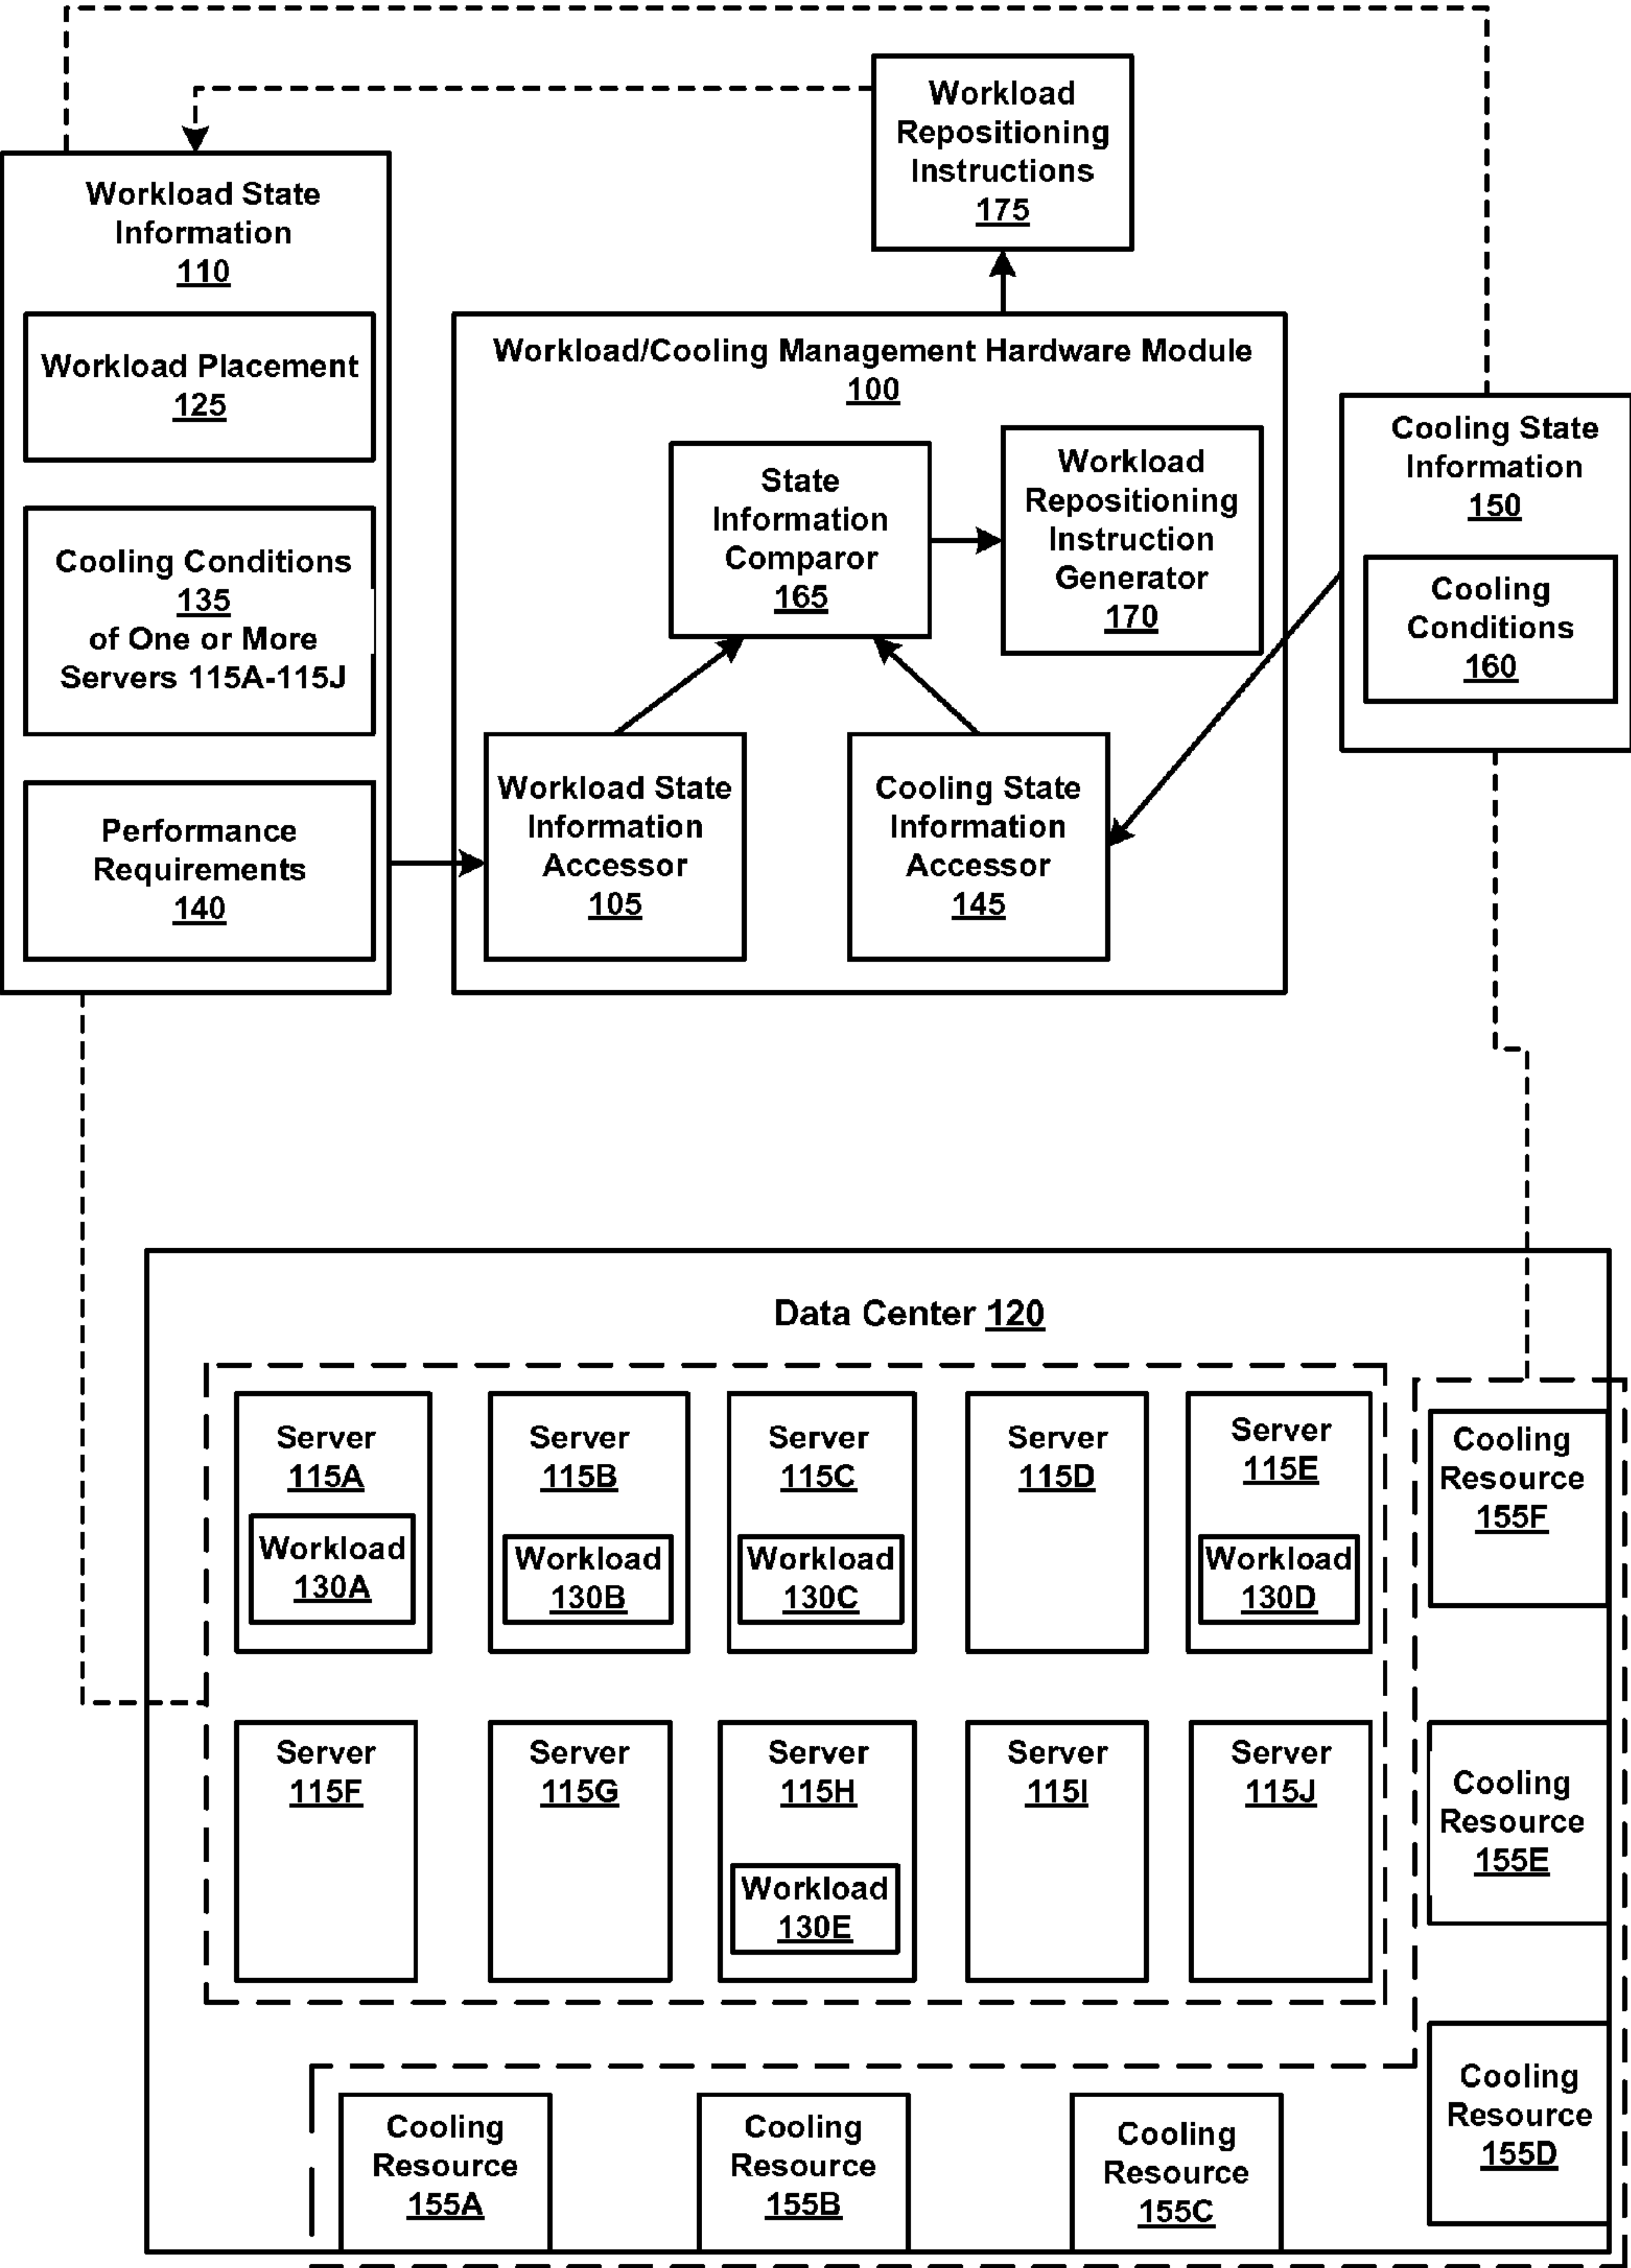 Workload
Repositioning
Instructions
175
Workload State
Information
110
Workload Placement
125
Cooling Conditions
135
of One or More
Servers 115A-115J
Performance
Requirements
140
Workload/Cooling Management Hardware Module
100
State
Information
Comparor
165
Workload
Repositioning
Instruction
Generator
170
Workload State
Information
Accessor
105
Cooling State
Information
Accessor
145
Cooling State
Information
150
Cooling
Conditions
160
Data Center 120
Server
115A
Workload
130A
Server
115B
Workload
130B
Server
115C
Workload
130C
Server
115D
Server
115E
Workload
130D
Server
115F
Server
115G
Server
115H
Workload
130E
Server
115I
Server
115J
Cooling
Resource
155F
Cooling
Resource
155E
Cooling
Resource
155D
Cooling
Resource
155A
Cooling
Resource
155B
Cooling
Resource
155C